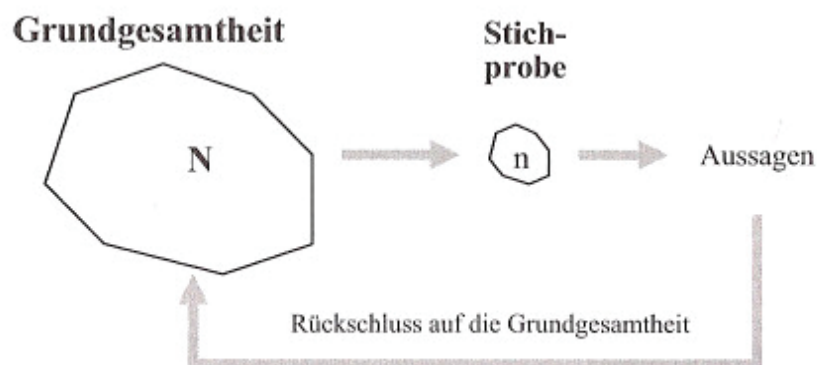 Grundgesamtheit
Stich-
probe
N
n
Aussagen
Rückschluss auf die Grundgesamtheit